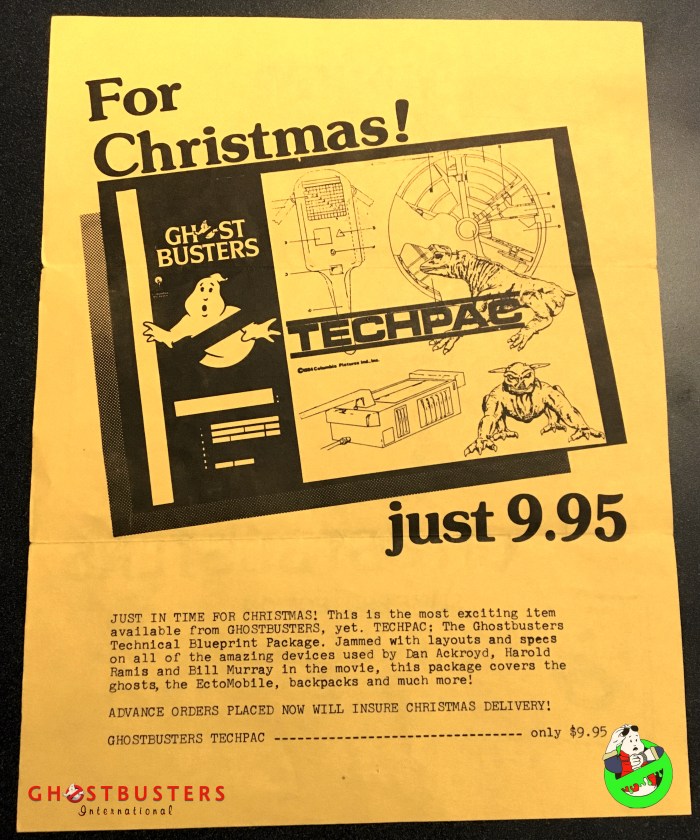 For
Christmas!
GHOST
BUSTERS
TECHPAC
©1984 Columbia Pictures Ind., Inc.
just 9.95
JUST IN TIME FOR CHRISTMAS! This is the most exciting item
available from GHOSTBUSTERS, yet. TECHPAC; The Ghostbusters
Technical Blueprint Package. Jammed with layouts and specs
on all of the amazing devices used by Dan Ackroyd, Harold
Ramis and Bill Murray in the movie, this package covers the
ghosts, the EctoMobile, backpacks and much more!
ADVANCE ORDERS PLACED NOW WILL INSURE CHRISTMAS DELIVERY!
GHOSTBUSTERS TECHPAC ------------------------------- only $9.95
GHOSTBUSTERS
International